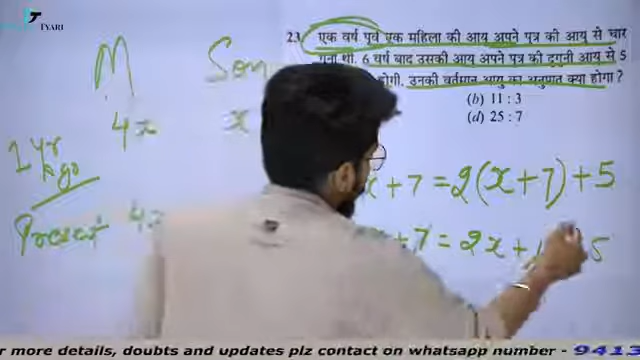 TYARI
23. एक वर्ष पूर्व एक महिला की आयु अपने पुत्र की आयु से चार
गुना थी. 6 वर्ष बाद उसकी आयु अपने पुत्र की दुगनी आयु से 5
होगी. उनकी वर्तमान आयु का अनुपात क्या होगा ?
(b) 11 : 3
(d) 25 : 7
M Son
4x x
1 yr ago
Present 4x
x + 7 = 2(x + 7) + 5
+ 7 = 2x + 5
r more details, doubts and updates plz contact on whatsapp number - 9413